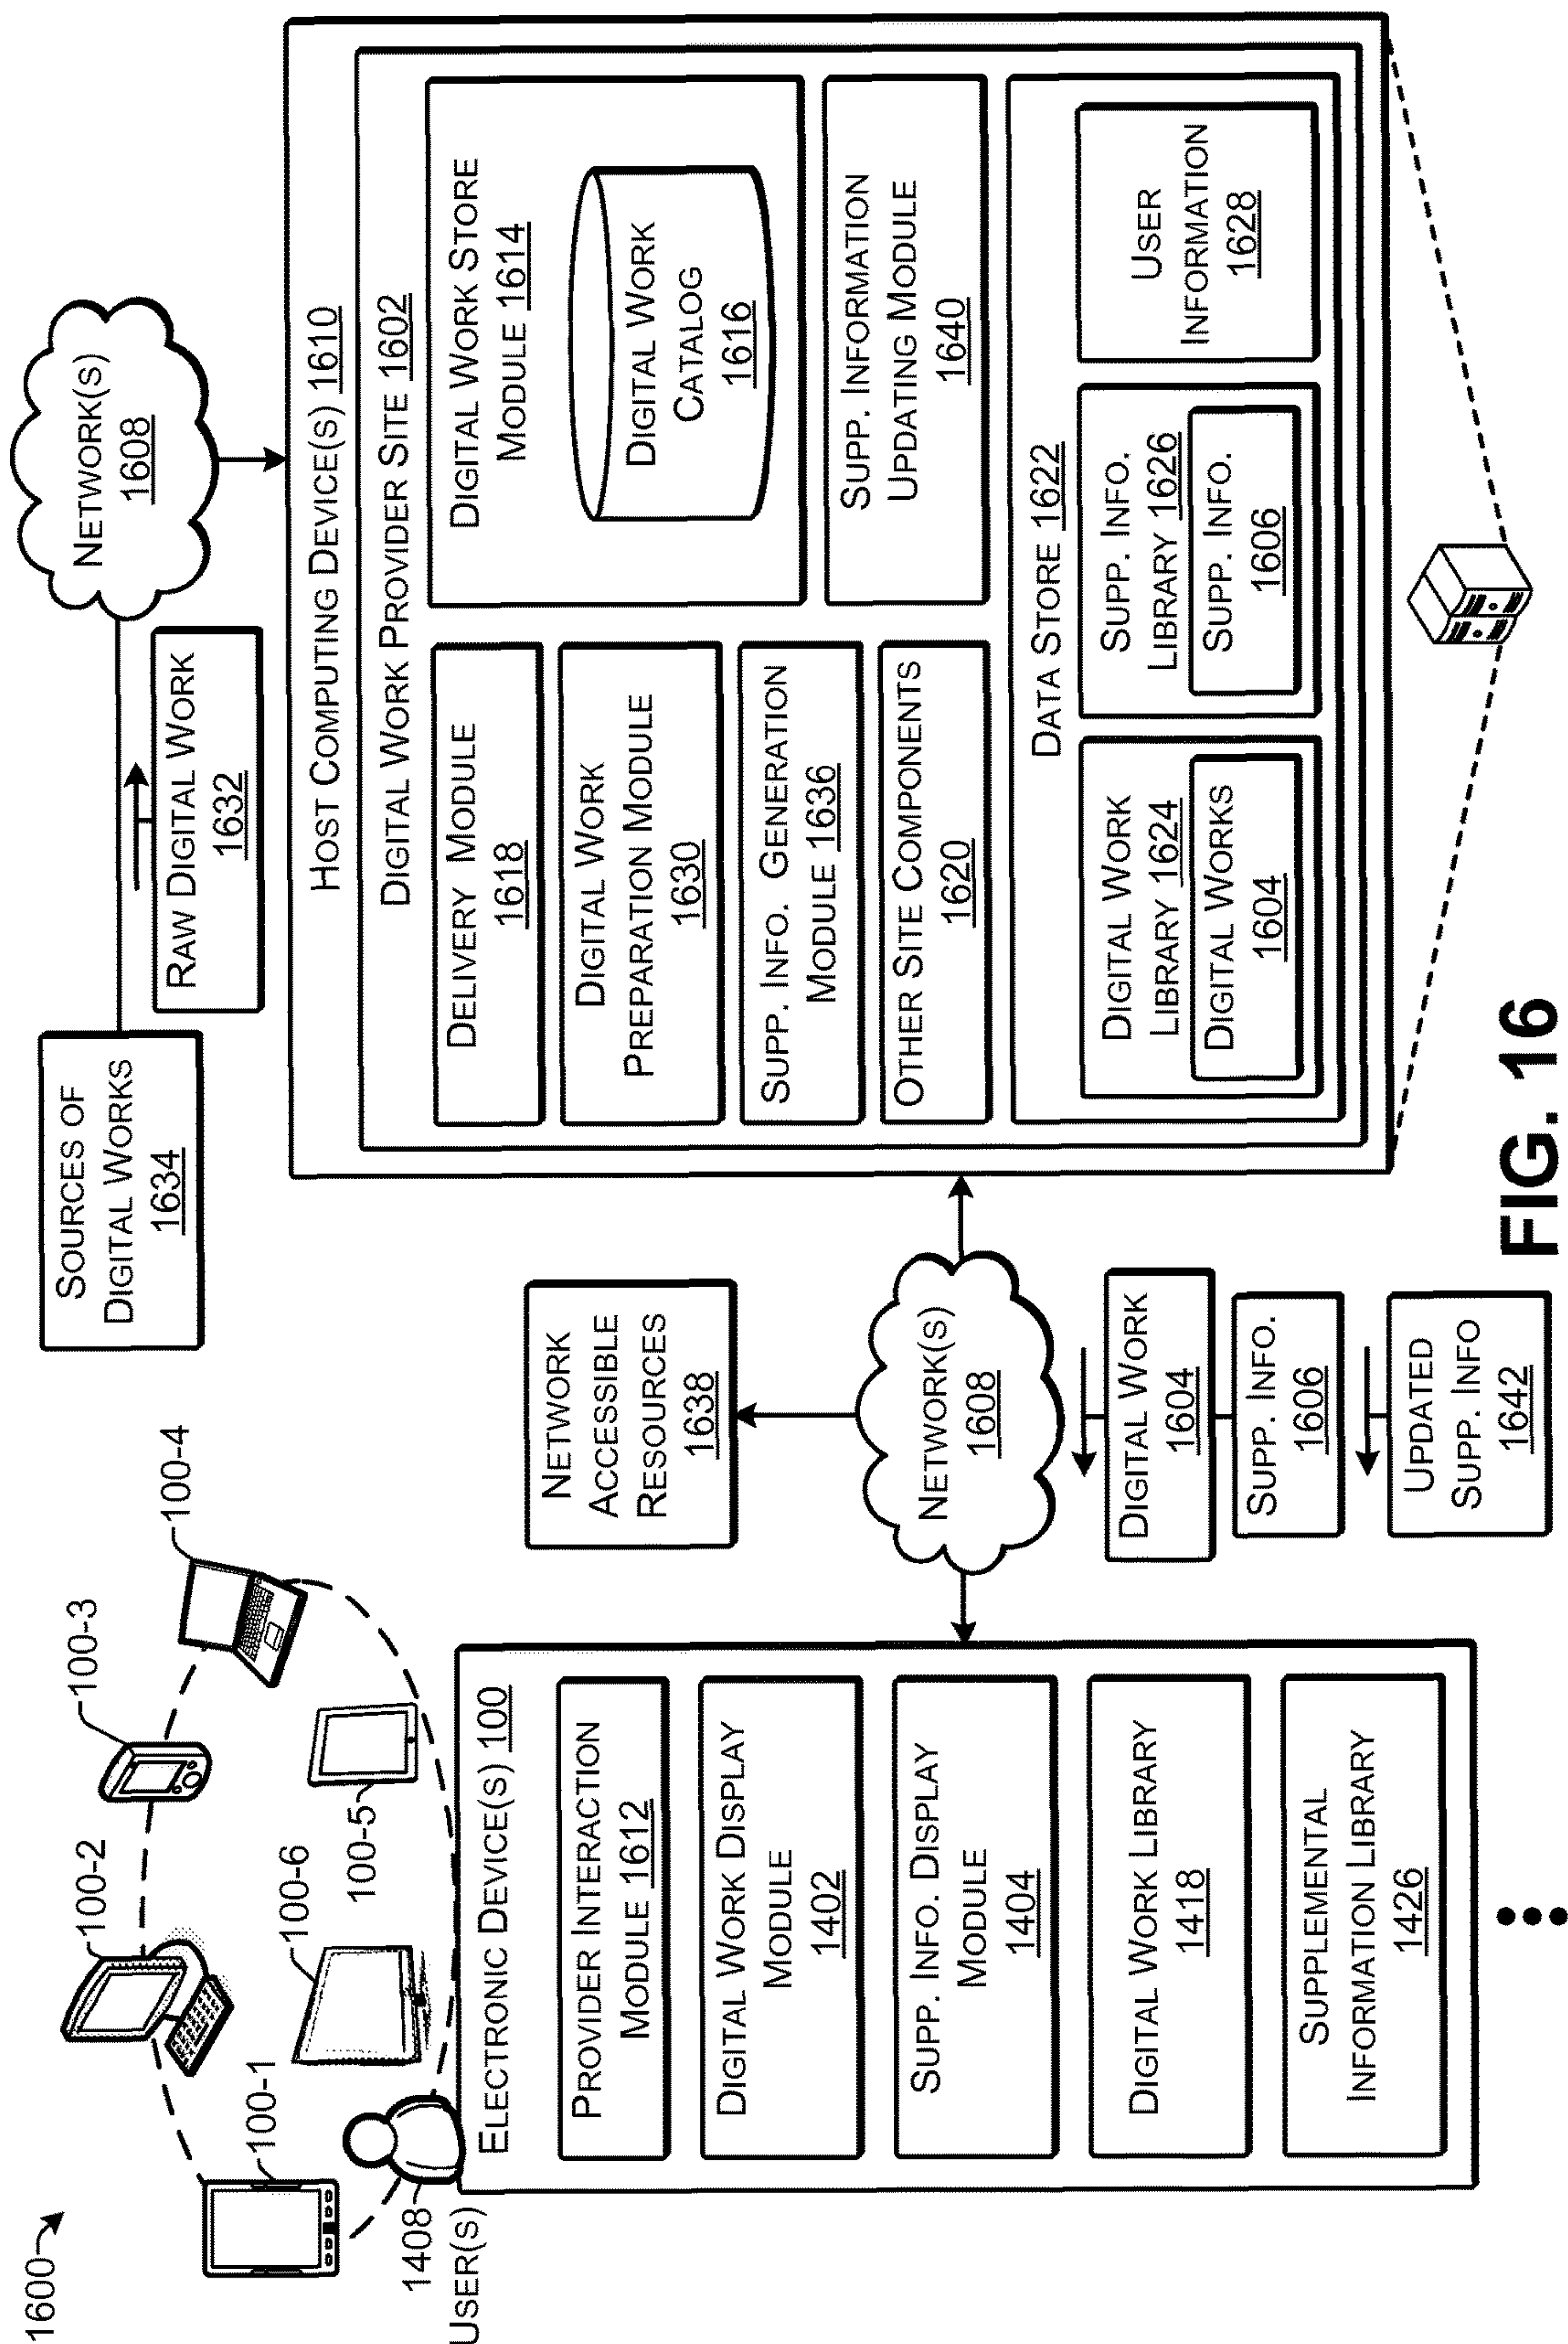 1600
100-1
100-2
100-3
100-4
100-5
100-6
1408
USER(S)
ELECTRONIC DEVICE(S) 100
PROVIDER INTERACTION
MODULE 1612
DIGITAL WORK DISPLAY
MODULE
1402
SUPP. INFO. DISPLAY
MODULE
1404
DIGITAL WORK LIBRARY
1418
SUPPLEMENTAL
INFORMATION LIBRARY
1426
NETWORK
ACCESSIBLE
RESOURCES
1638
NETWORK(S)
1608
DIGITAL WORK
1604
SUPP. INFO.
1606
UPDATED
SUPP. INFO
1642
SOURCES OF
DIGITAL WORKS
1634
RAW DIGITAL WORK
1632
NETWORK(S)
1608
HOST COMPUTING DEVICE(S) 1610
DIGITAL WORK PROVIDER SITE 1602
DELIVERY MODULE
1618
DIGITAL WORK
PREPARATION MODULE
1630
SUPP. INFO. GENERATION
MODULE 1636
OTHER SITE COMPONENTS
1620
DIGITAL WORK STORE
MODULE 1614
DIGITAL WORK
CATALOG
1616
SUPP. INFORMATION
UPDATING MODULE
1640
DATA STORE 1622
DIGITAL WORK
LIBRARY 1624
DIGITAL WORKS
1604
SUPP. INFO.
LIBRARY 1626
SUPP. INFO.
1606
USER
INFORMATION
1628
FIG. 16